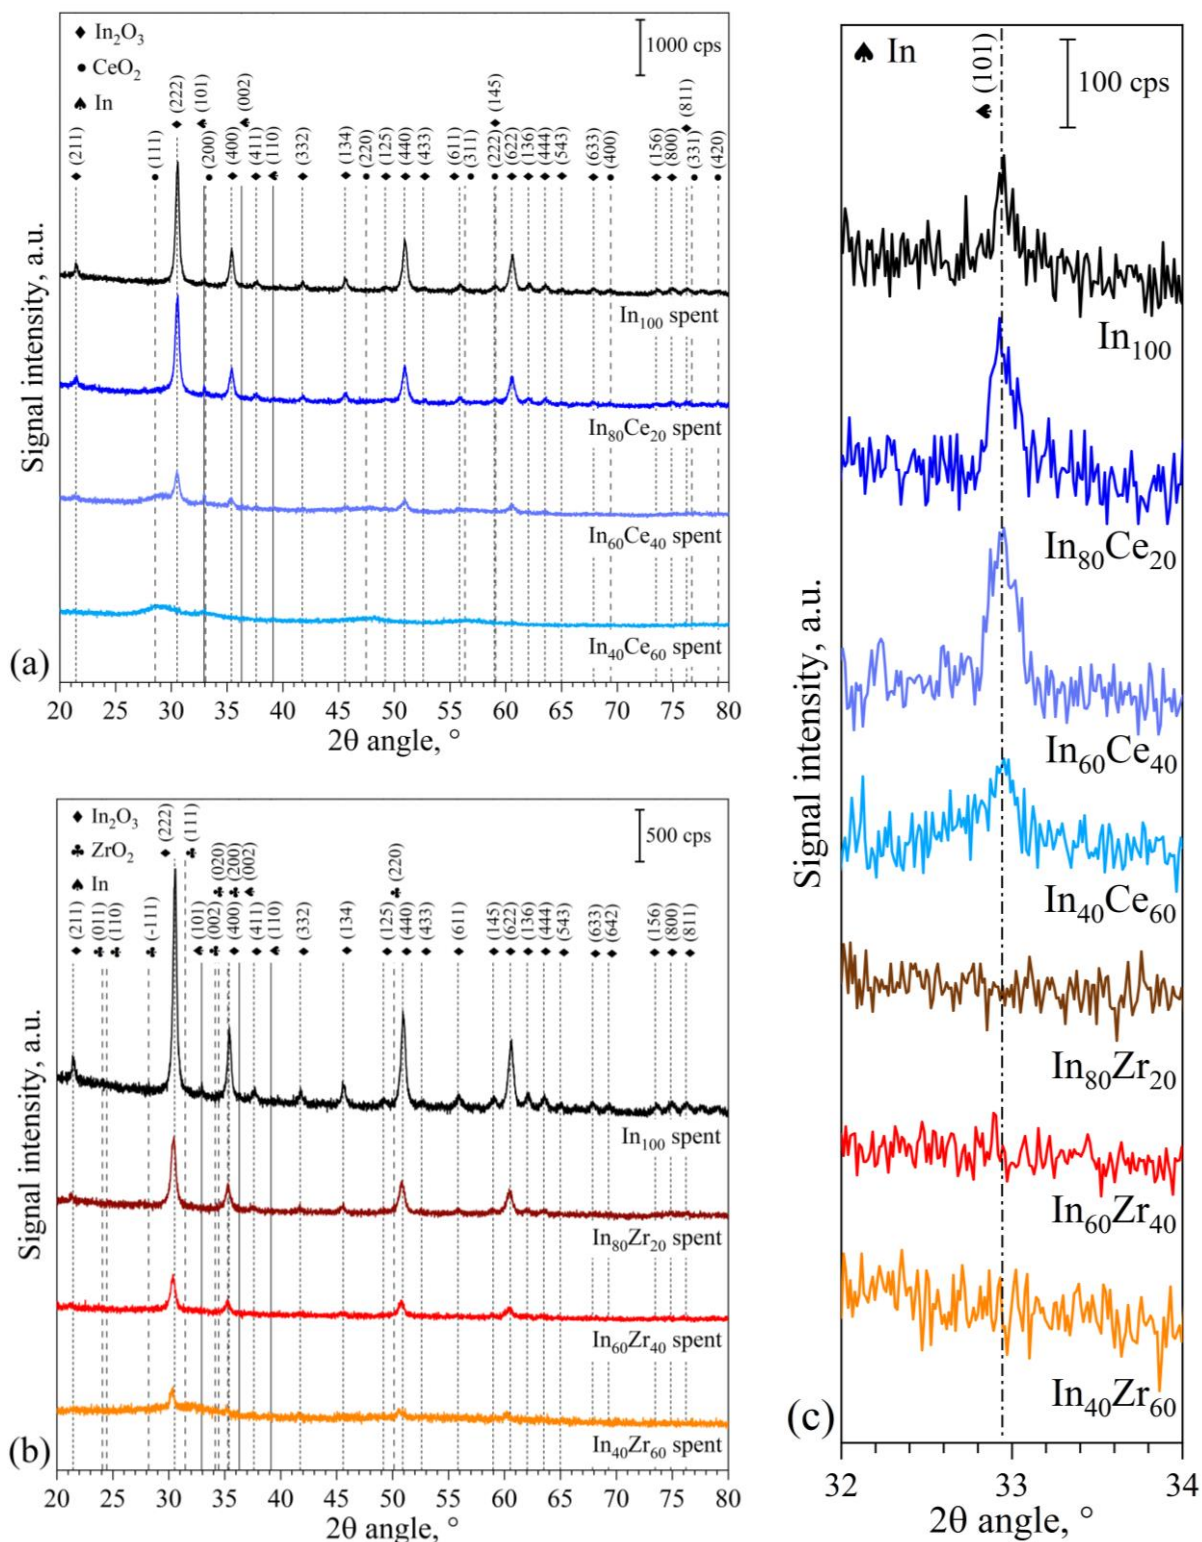 ♦ In₂O₃
● CeO₂
♠ In
1000 cps
(211)
(111)
(222)
(101)
(200)
(400)
(002)
(411)
(110)
(332)
(134)
(220)
(125)
(440)
(433)
(611)
(311)
(222)
(145)
(622)
(136)
(444)
(543)
(633)
(400)
(156)
(800)
(811)
(331)
(420)
In₁₀₀ spent
In₈₀Ce₂₀ spent
In₆₀Ce₄₀ spent
In₄₀Ce₆₀ spent
Signal intensity, a.u.
(a)
20 25 30 35 40 45 50 55 60 65 70 75 80
2θ angle, °
♦ In₂O₃
♣ ZrO₂
♠ In
500 cps
(211)
(011)
(110)
(-111)
(222)
(111)
(101)
(002)
(020)
(200)
(400)
(002)
(411)
(110)
(332)
(134)
(125)
(220)
(440)
(433)
(611)
(145)
(622)
(136)
(444)
(543)
(633)
(642)
(156)
(800)
(811)
In₁₀₀ spent
In₈₀Zr₂₀ spent
In₆₀Zr₄₀ spent
In₄₀Zr₆₀ spent
Signal intensity, a.u.
(b)
20 25 30 35 40 45 50 55 60 65 70 75 80
2θ angle, °
♠ In
♠ (101)
100 cps
In₁₀₀
In₈₀Ce₂₀
In₆₀Ce₄₀
In₄₀Ce₆₀
In₈₀Zr₂₀
In₆₀Zr₄₀
In₄₀Zr₆₀
Signal intensity, a.u.
(c)
32 33 34
2θ angle, °